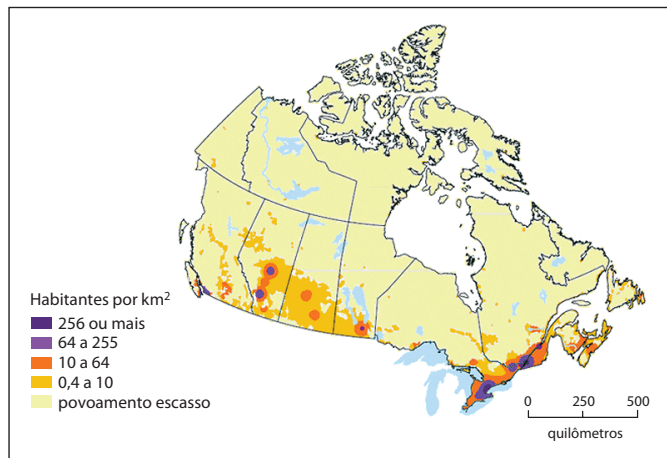 Habitantes por km²
256 ou mais
64 a 255
10 a 64
0,4 a 10
povoamento escasso
0 250 500
quilômetros